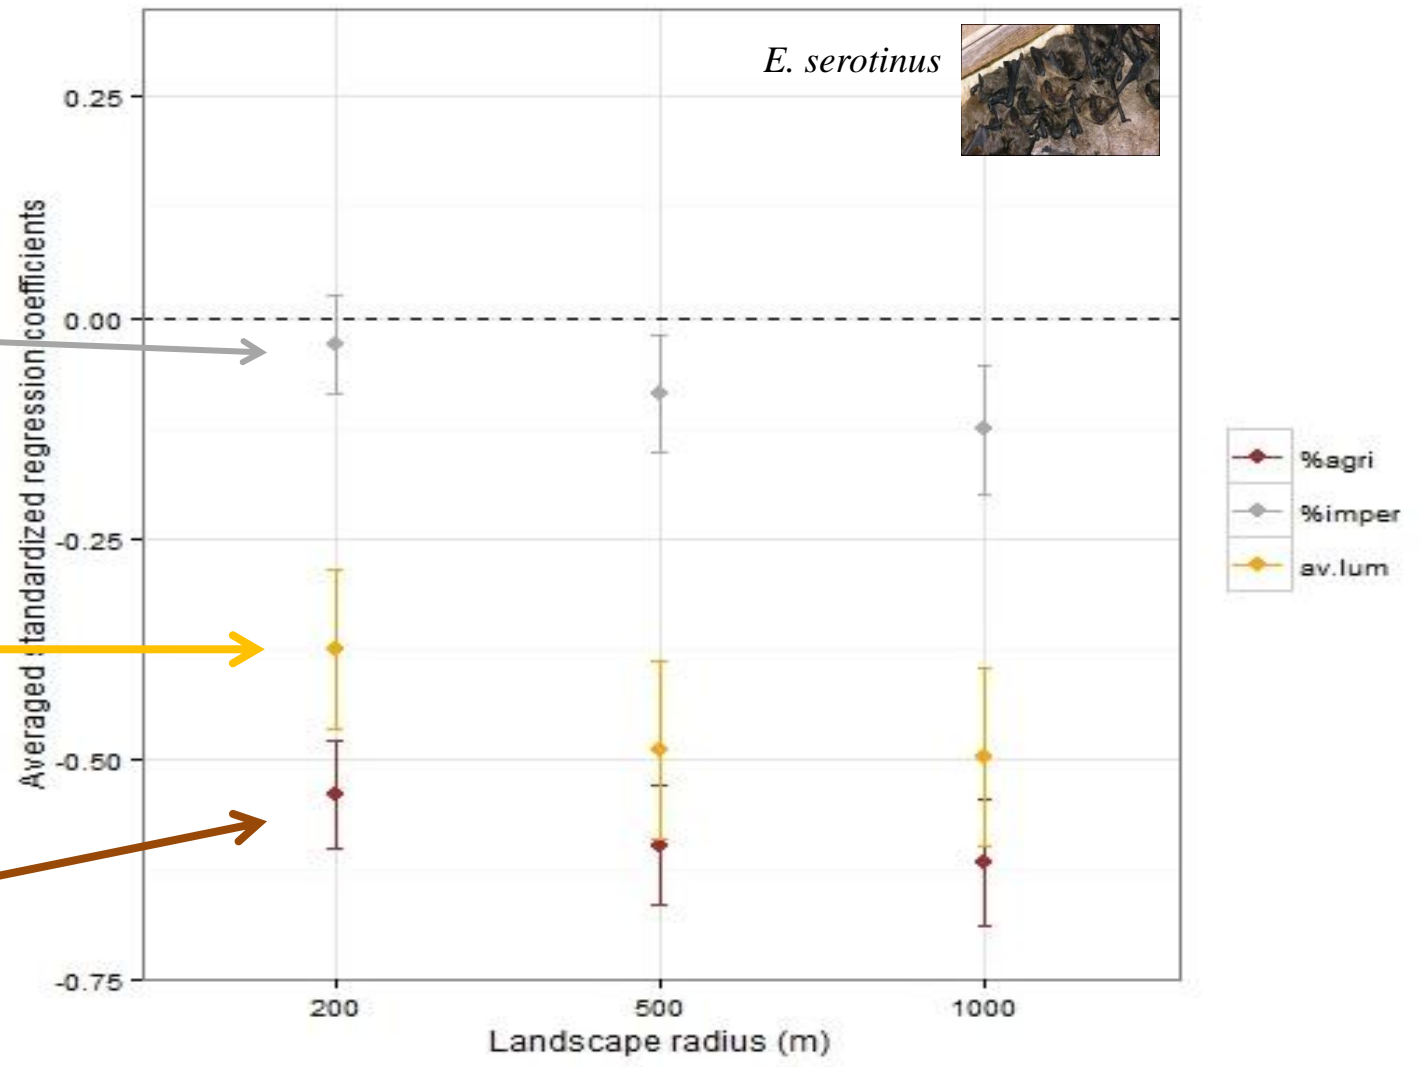 E. serotinus
0.25
0.00
-0.25
-0.50
-0.75
Averaged standardized regression coefficients
200
500
1000
Landscape radius (m)
%agri
%imper
av.lum